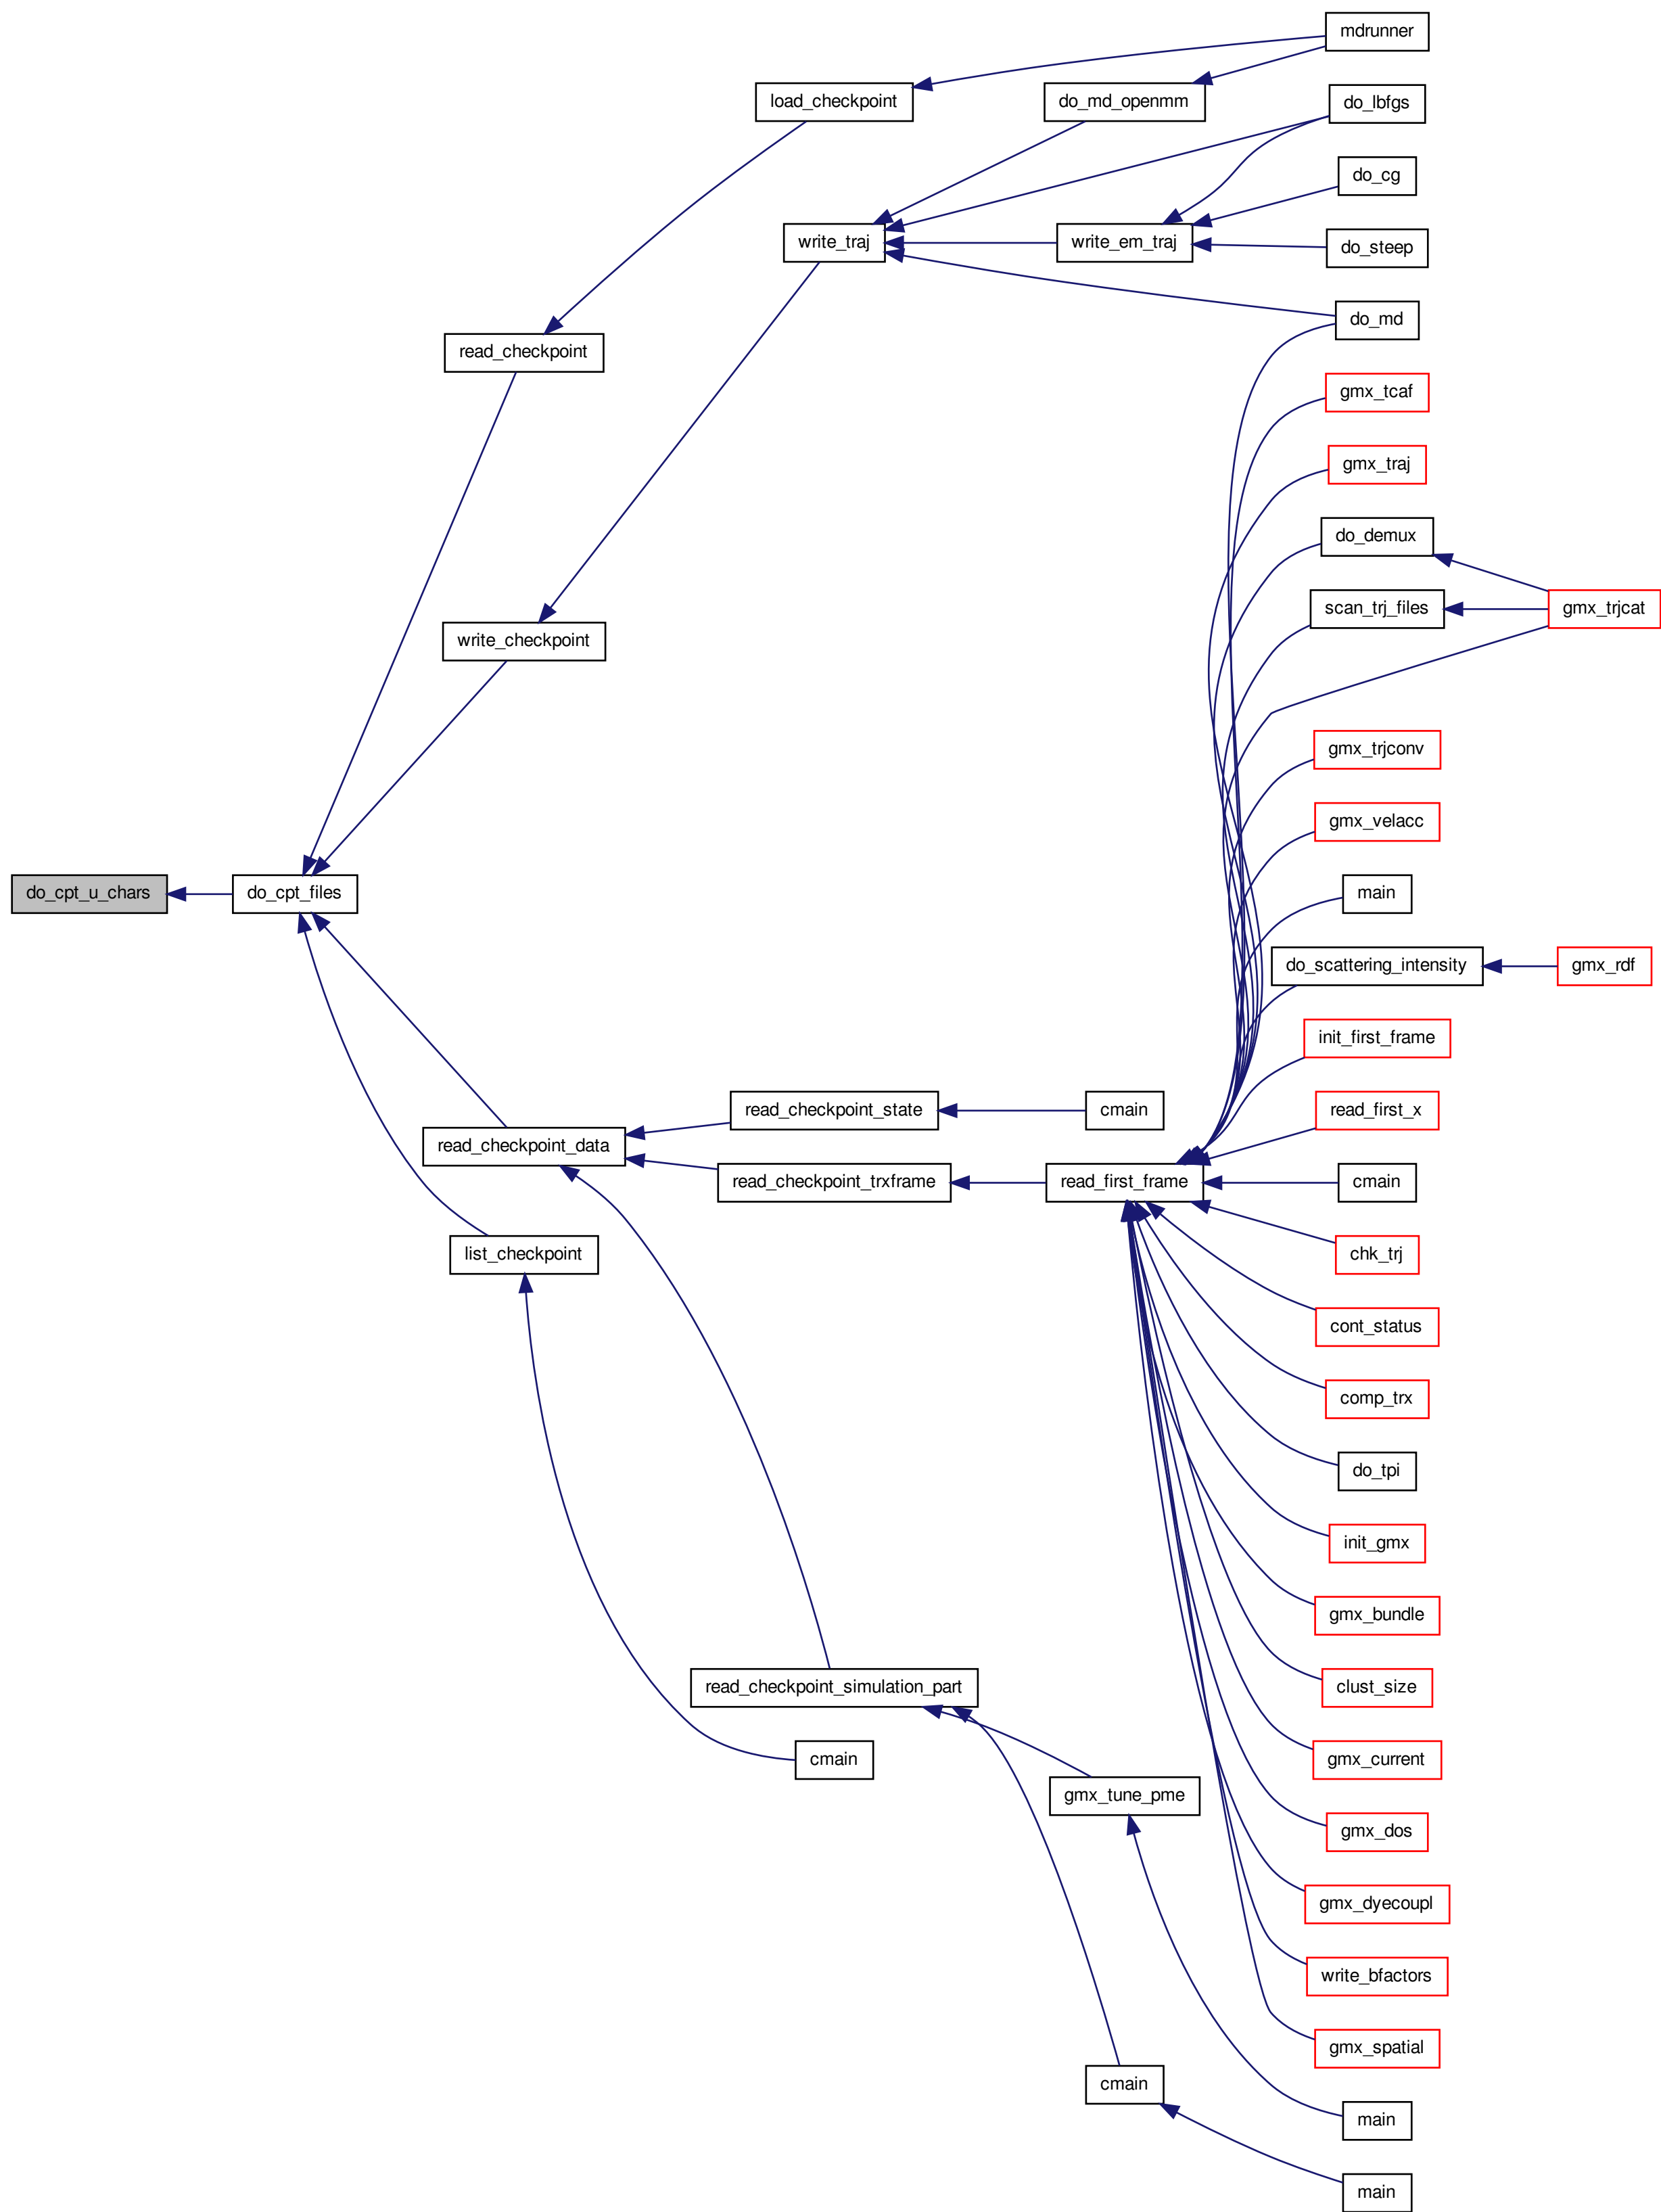 mdrunner
load_checkpoint
do_md_openmm
do_lbfgs
do_cg
write_traj
write_em_traj
do_steep
do_md
read_checkpoint
gmx_tcaf
gmx_traj
do_demux
scan_trj_files
gmx_trjcat
write_checkpoint
gmx_trjconv
gmx_velacc
do_cpt_u_chars
do_cpt_files
main
do_scattering_intensity
gmx_rdf
init_first_frame
read_checkpoint_state
cmain
read_first_x
read_checkpoint_data
read_checkpoint_trxframe
read_first_frame
cmain
list_checkpoint
chk_trj
cont_status
comp_trx
do_tpi
init_gmx
gmx_bundle
read_checkpoint_simulation_part
clust_size
cmain
gmx_current
gmx_tune_pme
gmx_dos
gmx_dyecoupl
write_bfactors
gmx_spatial
cmain
main
main